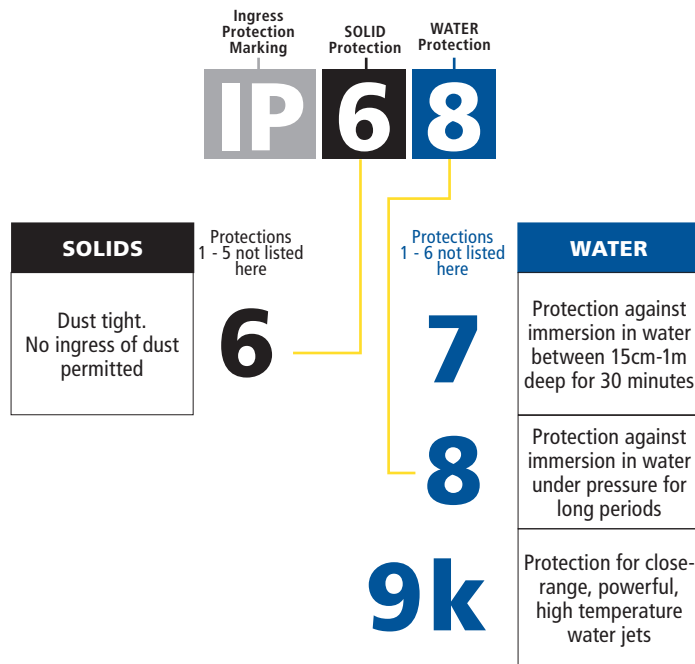 Ingress
Protection
Marking
SOLID
Protection
WATER
Protection
IP 6 8
SOLIDS
Protections
1 - 5 not listed
here
Protections
1 - 6 not listed
here
WATER
Dust tight.
No ingress of dust
permitted
6
7
Protection against
immersion in water
between 15cm-1m
deep for 30 minutes
8
Protection against
immersion in water
under pressure for
long periods
9k
Protection for close-
range, powerful,
high temperature
water jets